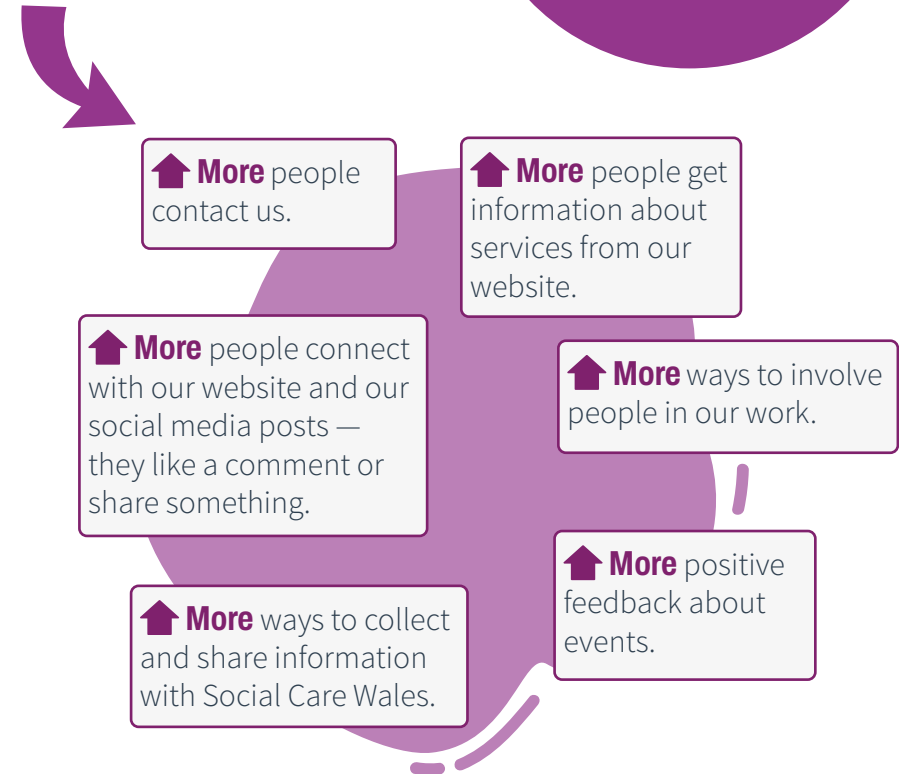 More people
contact us.
More people get
information about
services from our
website.
More people connect
with our website and our
social media posts —
they like a comment or
share something.
More ways to involve
people in our work.
More positive
feedback about
events.
More ways to collect
and share information
with Social Care Wales.